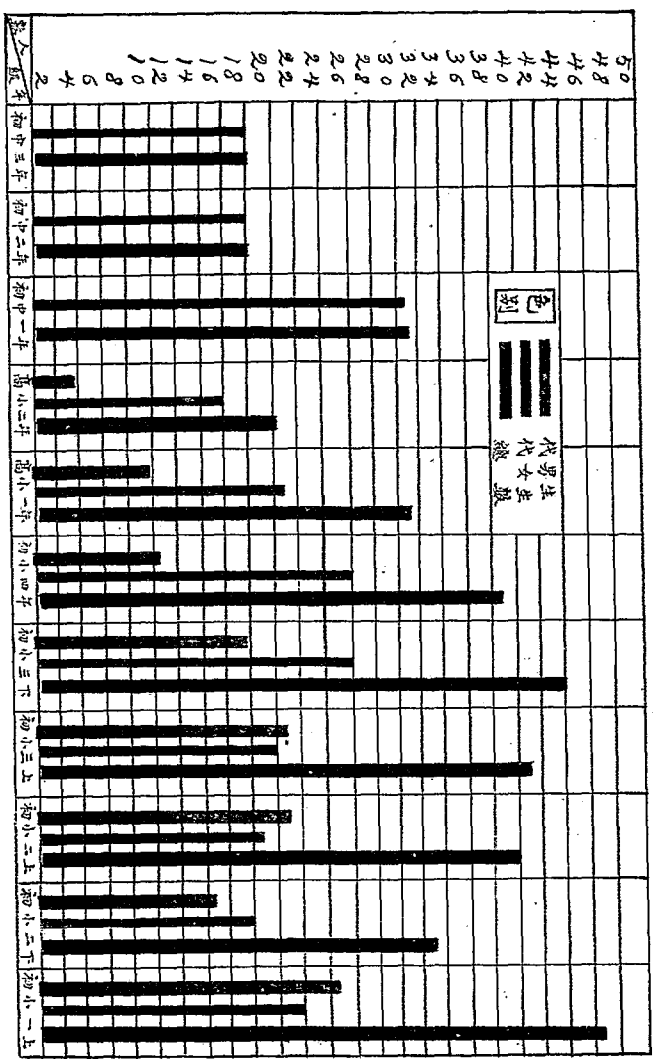 50
48
46
44
42
40
38
36
34
32
30
28
26
24
22
20
18
16
14
12
10
8
6
4
2
人數
年級
色別
代男生
代女生
總數
初中三年
初中二年
初中一年
高小二年
高小一年
初小四年
初小三下
初小三上
初小二上
初小二下
初小一上